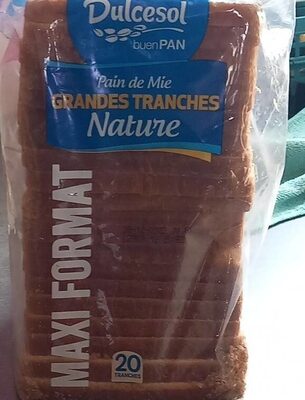 Dulcesol
buenPAN
Pain de Mie
GRANDES TRANCHES
Nature
MAXI FORMAT
20
TRANCHES